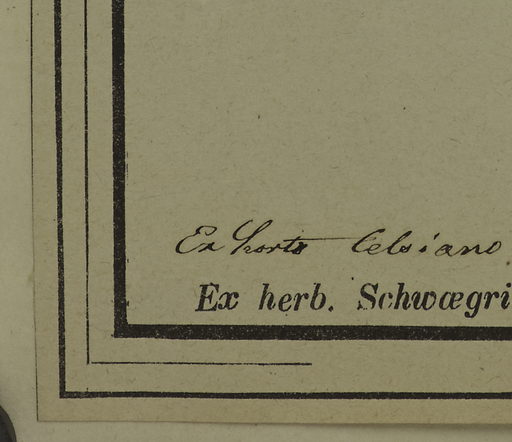 Ex horto Celsiano.
Ex herb. Schwægri